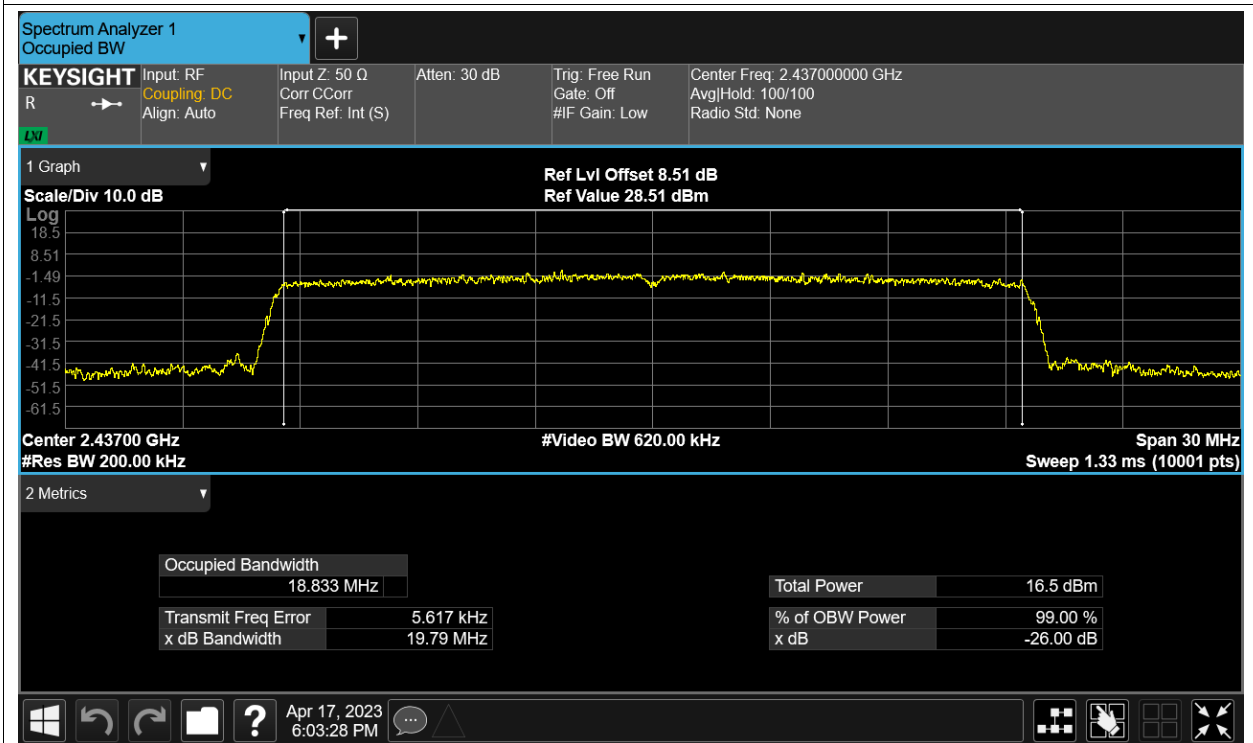 Spectrum Analyzer 1
Occupied BW
KEYSIGHT
R
LXI
Input: RF
Coupling: DC
Align: Auto
Input Z: 50 Ω
Corr CCorr
Freq Ref: Int (S)
Atten: 30 dB
Trig: Free Run
Gate: Off
#IF Gain: Low
Center Freq: 2.437000000 GHz
Avg|Hold: 100/100
Radio Std: None
1 Graph
Scale/Div 10.0 dB
Ref Lvl Offset 8.51 dB
Ref Value 28.51 dBm
Log
18.5
8.51
-1.49
-11.5
-21.5
-31.5
-41.5
-51.5
-61.5
Center 2.43700 GHz
#Video BW 620.00 kHz
Span 30 MHz
#Res BW 200.00 kHz
Sweep 1.33 ms (10001 pts)
2 Metrics
Occupied Bandwidth
18.833 MHz
Total Power 16.5 dBm
Transmit Freq Error 5.617 kHz
% of OBW Power 99.00 %
x dB Bandwidth 19.79 MHz
x dB -26.00 dB
?
Apr 17, 2023
6:03:28 PM